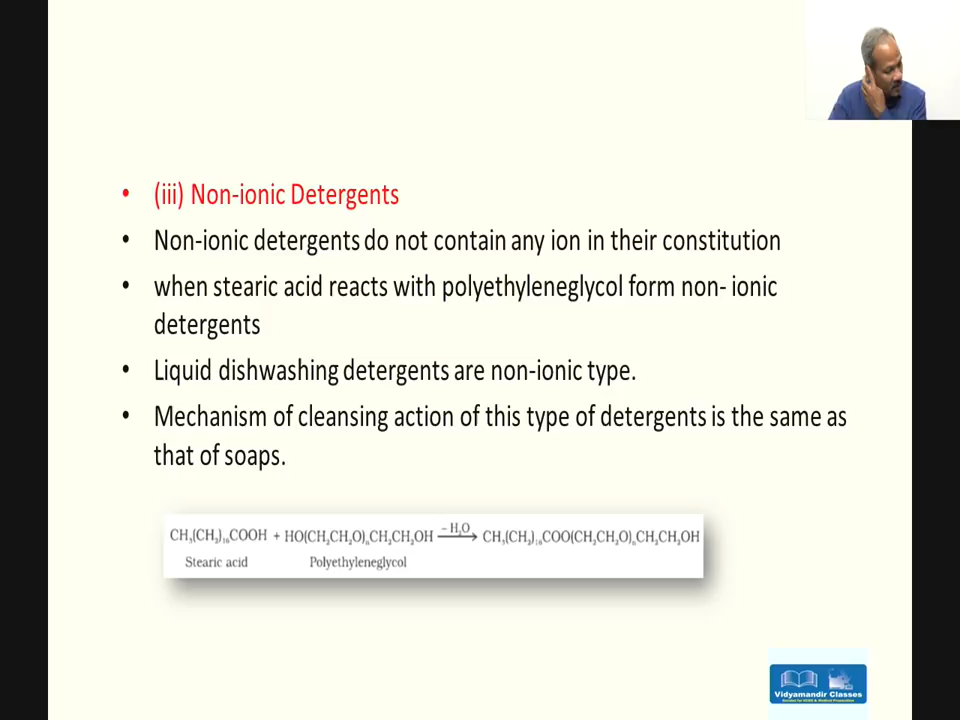 • (iii) Non-ionic Detergents
• Non-ionic detergents do not contain any ion in their constitution
• when stearic acid reacts with polyethyleneglycol form non- ionic
detergents
• Liquid dishwashing detergents are non-ionic type.
• Mechanism of cleansing action of this type of detergents is the same as
that of soaps.
CH₃(CH₂)₁₆COOH + HO(CH₂CH₂O)ₙCH₂CH₂OH –H₂O → CH₃(CH₂)₁₆COO(CH₂CH₂O)ₙCH₂CH₂OH
Stearic acid Polyethyleneglycol
Vidyamandir Classes